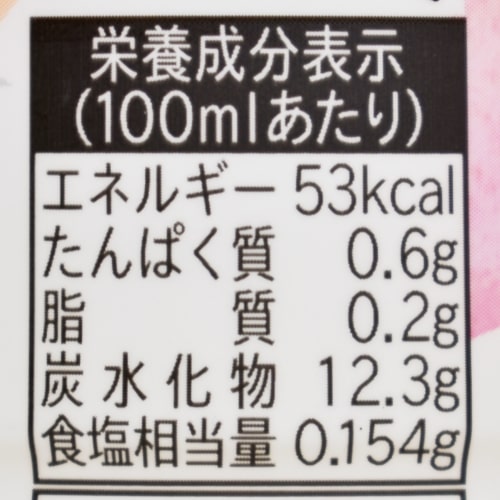 栄養成分表示
(100mlあたり)
エネルギー 53kcal
たんぱく質 0.6g
脂質 0.2g
炭水化物 12.3g
食塩相当量 0.154g